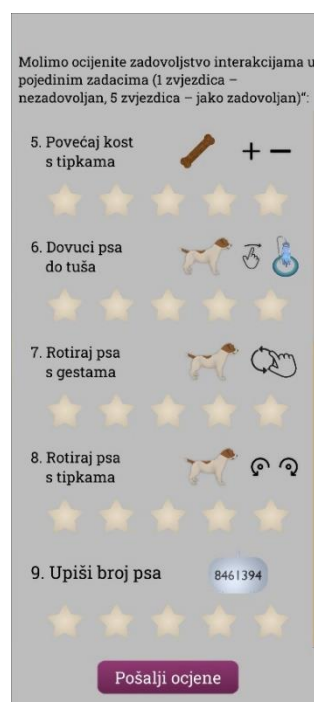 Molimo ocijenite zadovoljstvo interakcijama u
pojedinim zadacima (1 zvjezdica –
nezadovoljan, 5 zvjezdica – jako zadovoljan)“:
5. Povećaj kost
s tipkama
6. Dovuci psa
do tuša
7. Rotiraj psa
s gestama
8. Rotiraj psa
s tipkama
9. Upiši broj psa
8461394
Pošalji ocjene